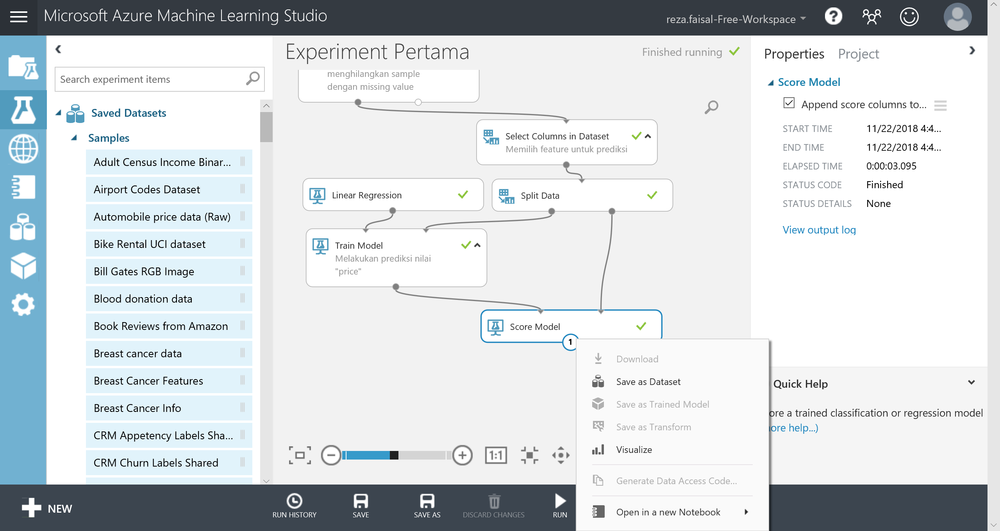 Microsoft Azure Machine Learning Studio
reza.faisal-Free-Workspace
?
Search experiment items
Saved Datasets
Samples
Adult Census Income Binar...
Airport Codes Dataset
Automobile price data (Raw)
Bike Rental UCI dataset
Bill Gates RGB Image
Blood donation data
Book Reviews from Amazon
Breast cancer data
Breast Cancer Features
Breast Cancer Info
CRM Appetency Labels Sha...
CRM Churn Labels Shared
Experiment Pertama
Finished running
menghilangkan sample
dengan missing value
Select Columns in Dataset
Memilih feature untuk prediksi
Linear Regression
Split Data
Train Model
Melakukan prediksi nilai
"price"
Score Model
1
Download
Save as Dataset
Save as Trained Model
Save as Transform
Visualize
Generate Data Access Code...
Open in a new Notebook
1:1
Properties
Project
Score Model
Append score columns to...
START TIME 11/22/2018 4:4...
END TIME 11/22/2018 4:4...
ELAPSED TIME 0:00:03.095
STATUS CODE Finished
STATUS DETAILS None
View output log
Quick Help
ore a trained classification or regression model
ore help...)
NEW
RUN HISTORY
SAVE
SAVE AS
DISCARD CHANGES
RUN